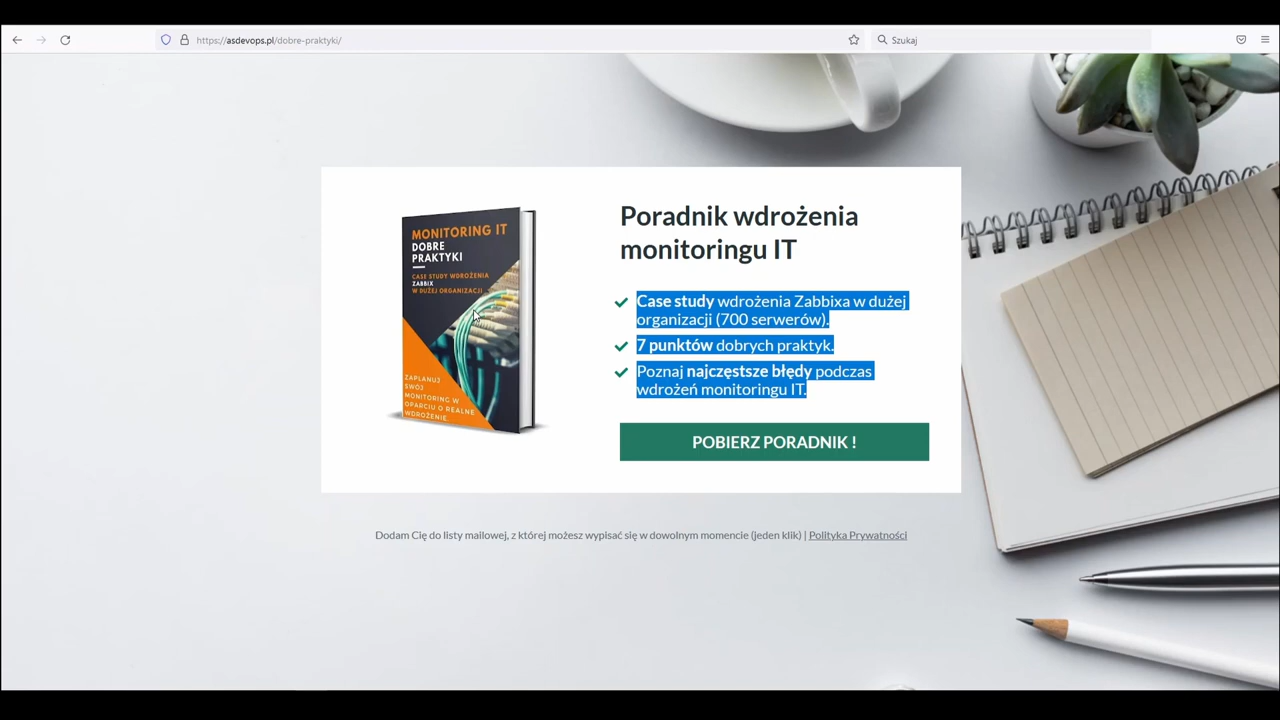 https://asdevops.pl/dobre-praktyki/
Szukaj
MONITORING IT
DOBRE
PRAKTYKI
CASE STUDY WDROŻENIA
ZABBIX
W DUŻEJ ORGANIZACJI
ZAPLANUJ
SWÓJ
MONITORING W
OPARCIU O REALNE
WDROŻENIE
Poradnik wdrożenia
monitoringu IT
Case study wdrożenia Zabbixa w dużej
organizacji (700 serwerów).
7 punktów dobrych praktyk.
Poznaj najczęstsze błędy podczas
wdrożeń monitoringu IT.
POBIERZ PORADNIK !
Dodam Cię do listy mailowej, z której możesz wypisać się w dowolnym momencie (jeden klik) | Polityka Prywatności